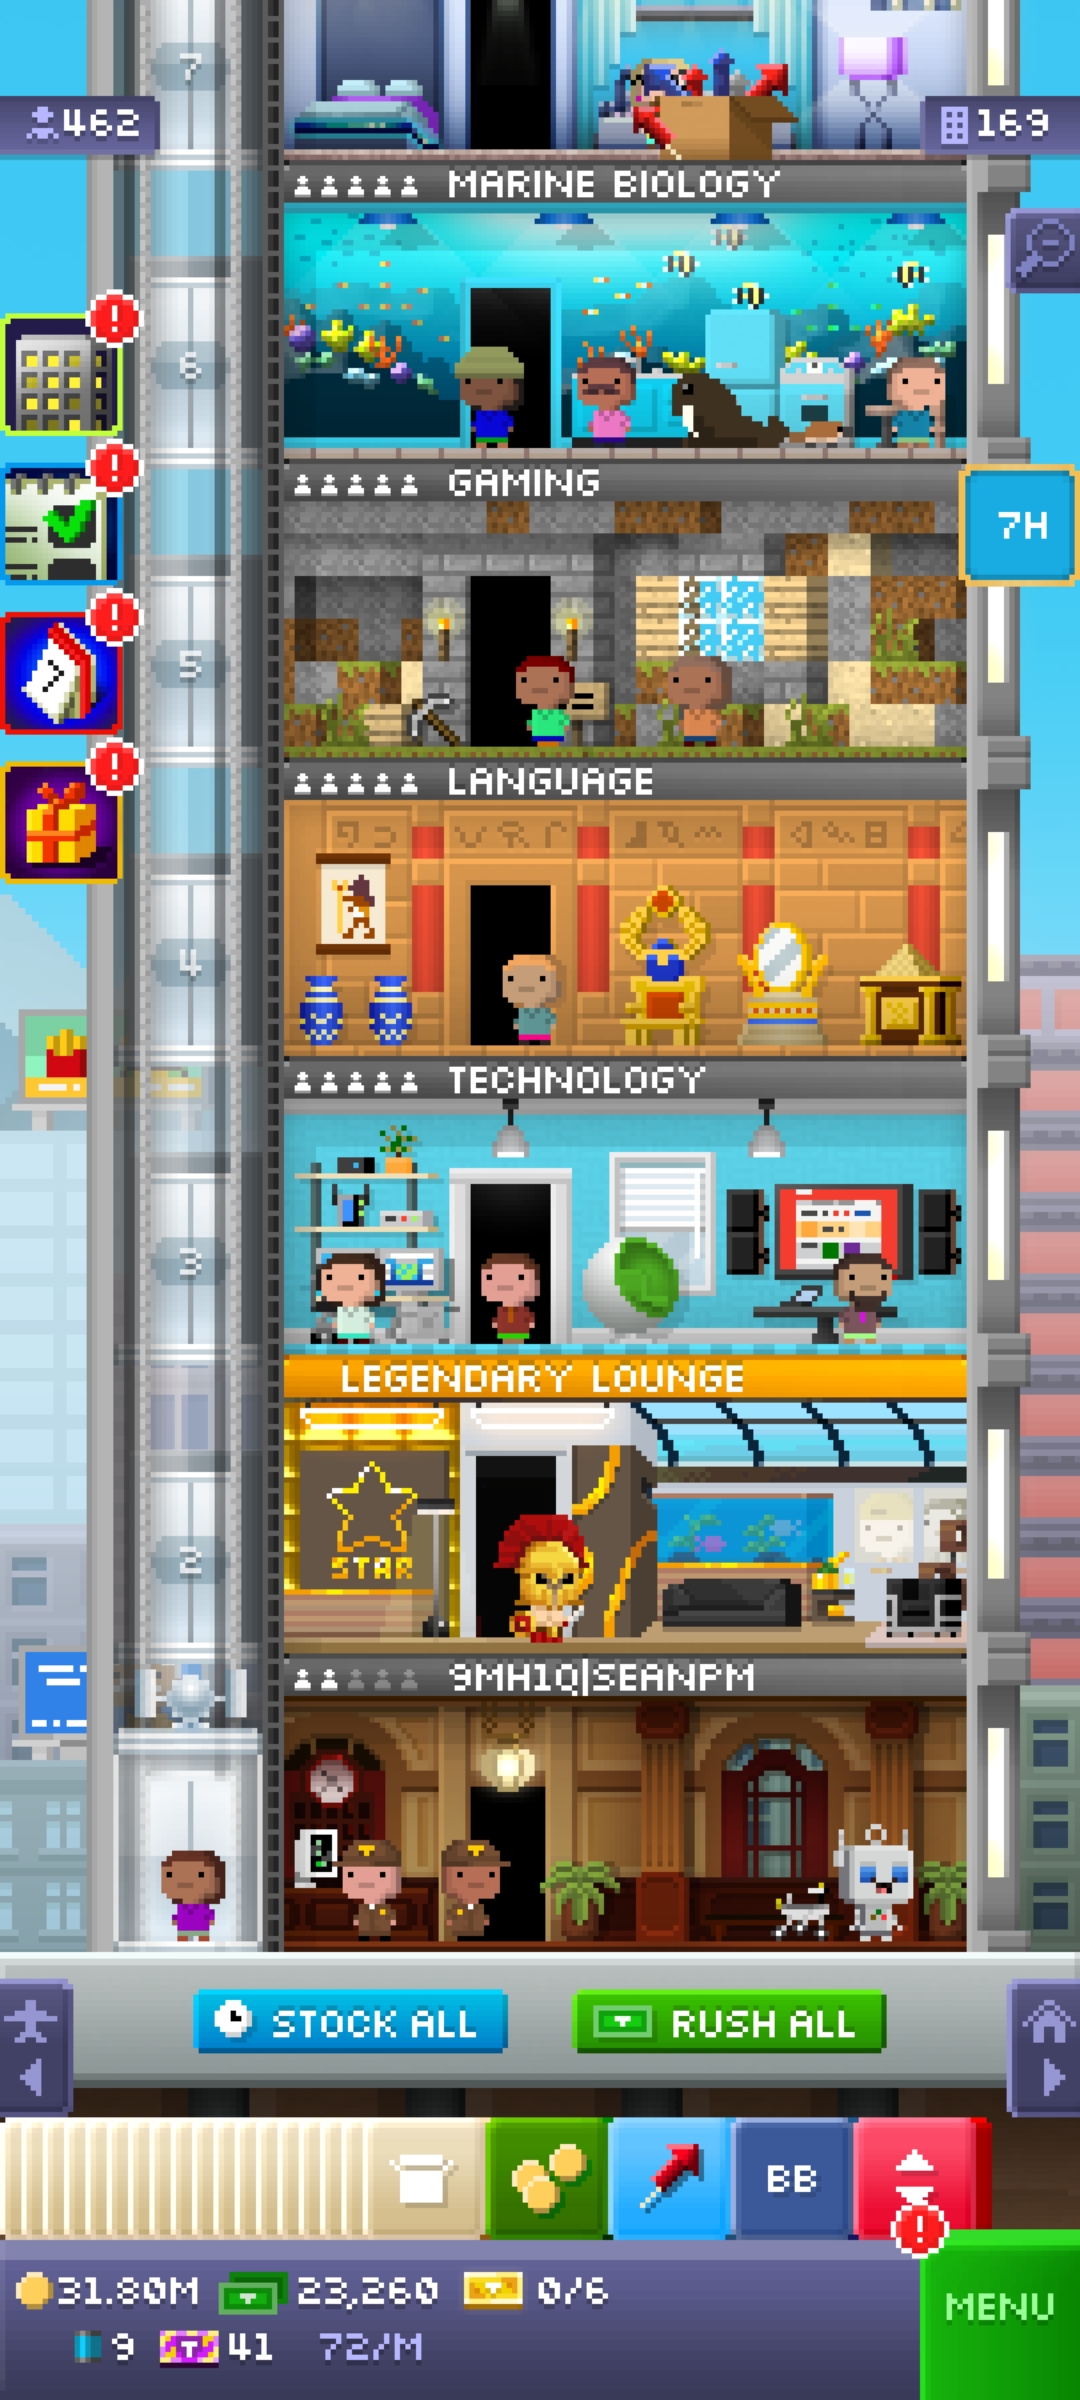 7
462
169
MARINE BIOLOGY
6
GAMING
7H
5
7
LANGUAGE
4
TECHNOLOGY
3
LEGENDARY LOUNGE
STAR
2
9MH1Q|SEANPM
STOCK ALL
RUSH ALL
BB
31.80M
23,260
0/6
MENU
9
T
41
72/M